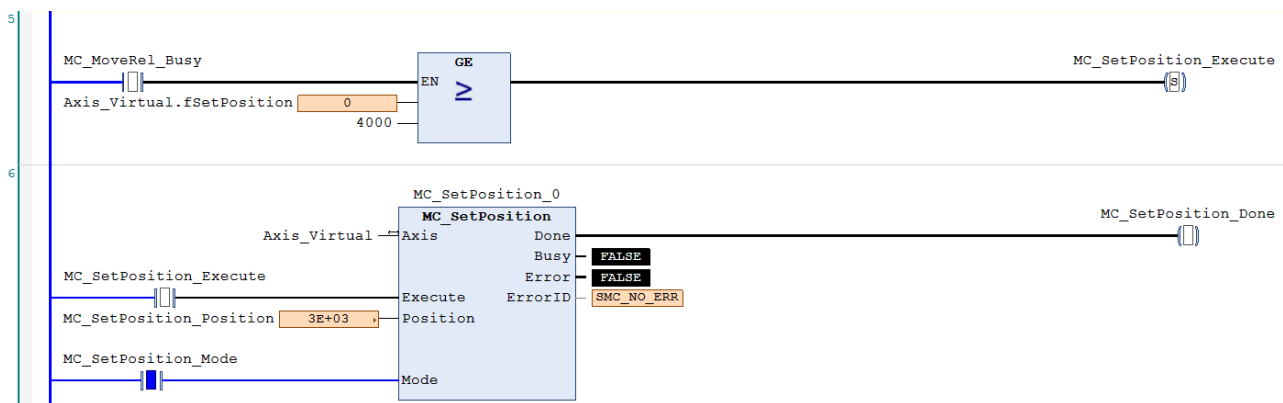 5
MC_MoveRel_Busy
GE
MC_SetPosition_Execute
EN
≥
S
Axis_Virtual.fSetPosition 0
4000
6
MC_SetPosition_0
MC_SetPosition
MC_SetPosition_Done
Axis_Virtual Axis Done
Busy FALSE
Error FALSE
MC_SetPosition_Execute
Execute ErrorID SMC_NO_ERR
MC_SetPosition_Position 3E+03 Position
MC_SetPosition_Mode
Mode